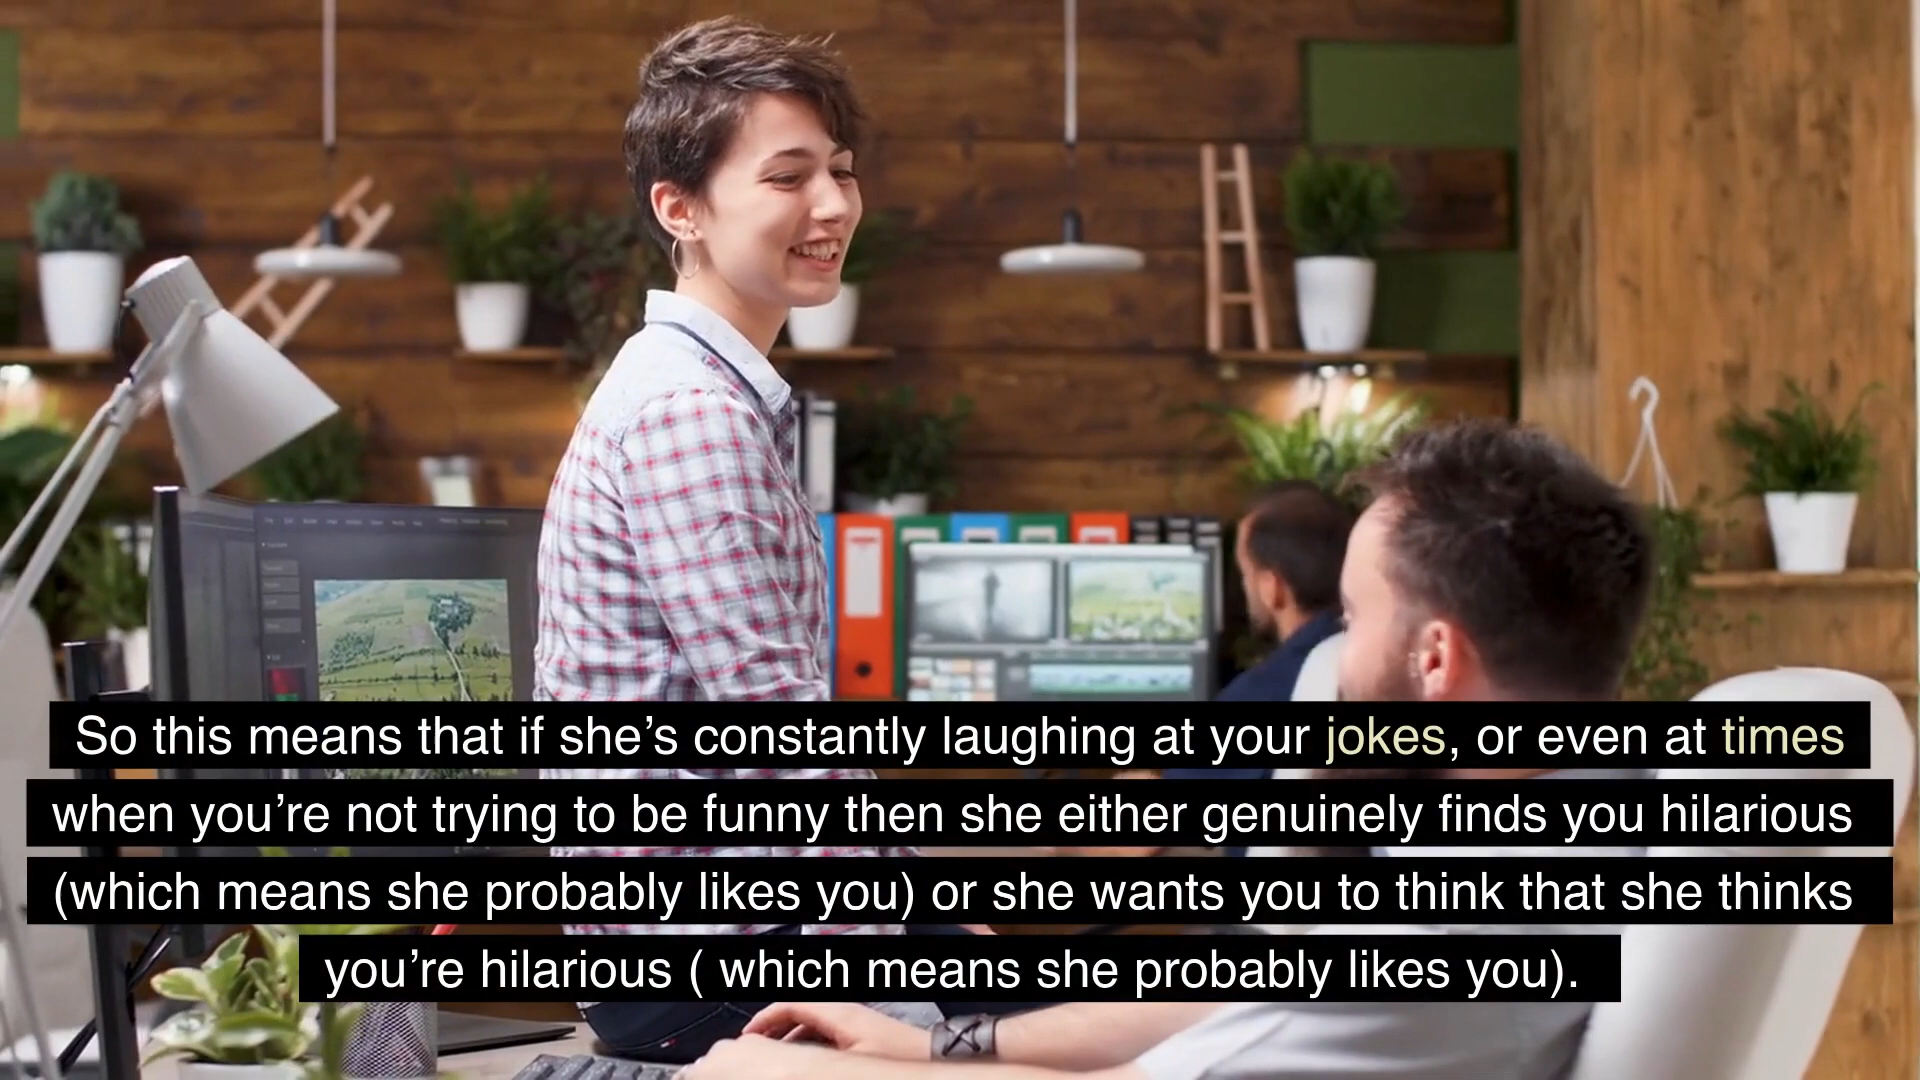 So this means that if she’s constantly laughing at your jokes, or even at times
when you’re not trying to be funny then she either genuinely finds you hilarious
(which means she probably likes you) or she wants you to think that she thinks
you’re hilarious ( which means she probably likes you).